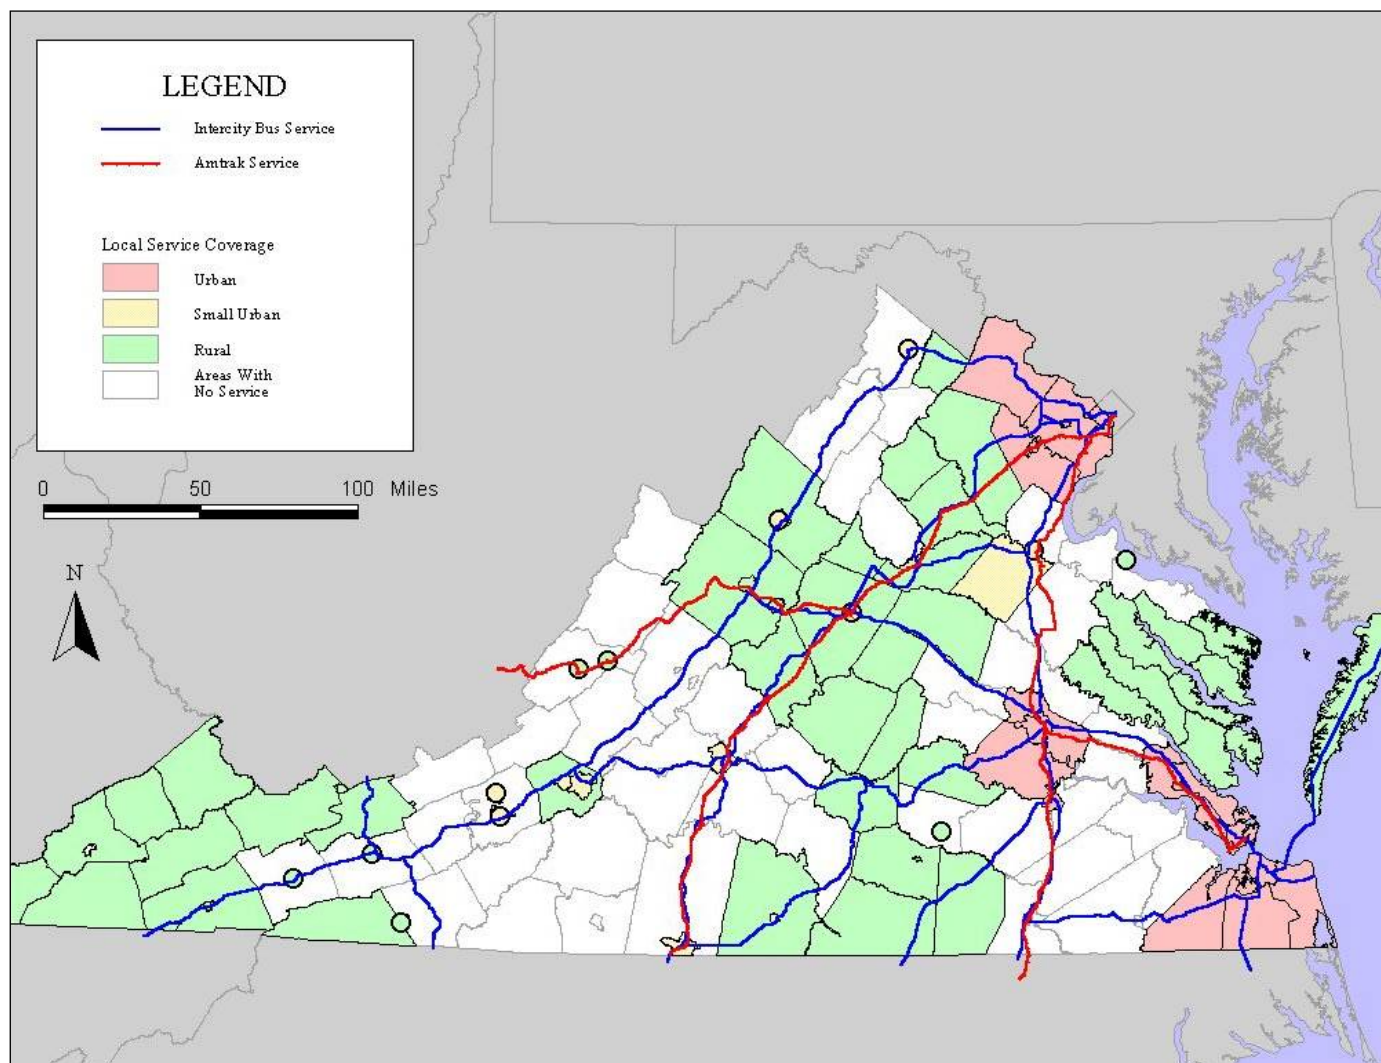 LEGEND
Intercity Bus Service
Amtrak Service
Local Service Coverage
Urban
Small Urban
Rural
Areas With
No Service
0 50 100 Miles
N